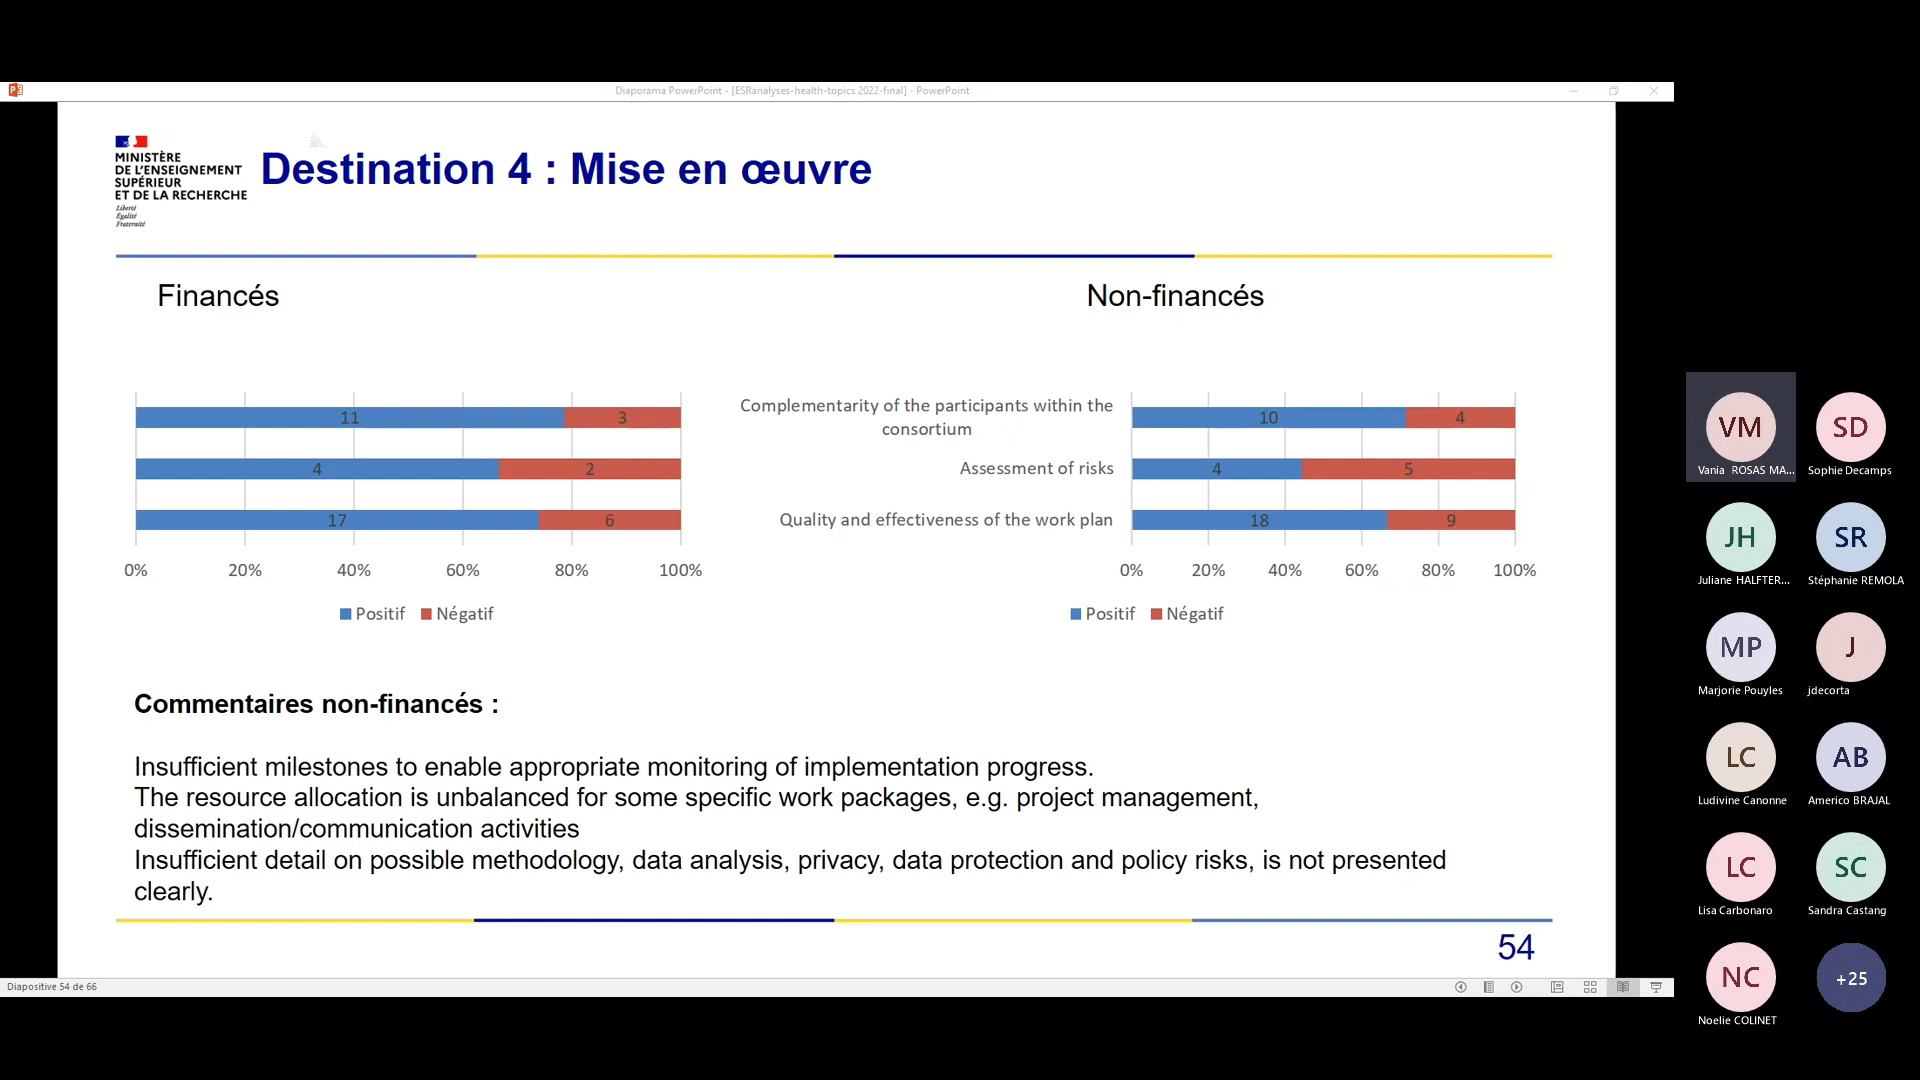 Diaporama PowerPoint - [ESRanalyses-health-topics 2022-final] - PowerPoint
MINISTÈRE
DE L'ENSEIGNEMENT
SUPÉRIEUR
ET DE LA RECHERCHE
Liberté
Égalité
Fraternité
Destination 4 : Mise en œuvre
Financés
Non-financés
11 3
4 2
17 6
0% 20% 40% 60% 80% 100%
Positif Négatif
Complementarity of the participants within the
consortium
10 4
Assessment of risks
4 5
Quality and effectiveness of the work plan
18 9
0% 20% 40% 60% 80% 100%
Positif Négatif
Commentaires non-financés :
Insufficient milestones to enable appropriate monitoring of implementation progress.
The resource allocation is unbalanced for some specific work packages, e.g. project management,
dissemination/communication activities
Insufficient detail on possible methodology, data analysis, privacy, data protection and policy risks, is not presented
clearly.
54
Diapositive 54 de 66
VM
Vania ROSAS MA...
SD
Sophie Decamps
JH
Juliane HALFTER...
SR
Stéphanie REMOLA
MP
Marjorie Pouyles
J
jdecorta
LC
Ludivine Canonne
AB
Americo BRAJAL
LC
Lisa Carbonaro
SC
Sandra Castang
NC
Noelie COLINET
+25